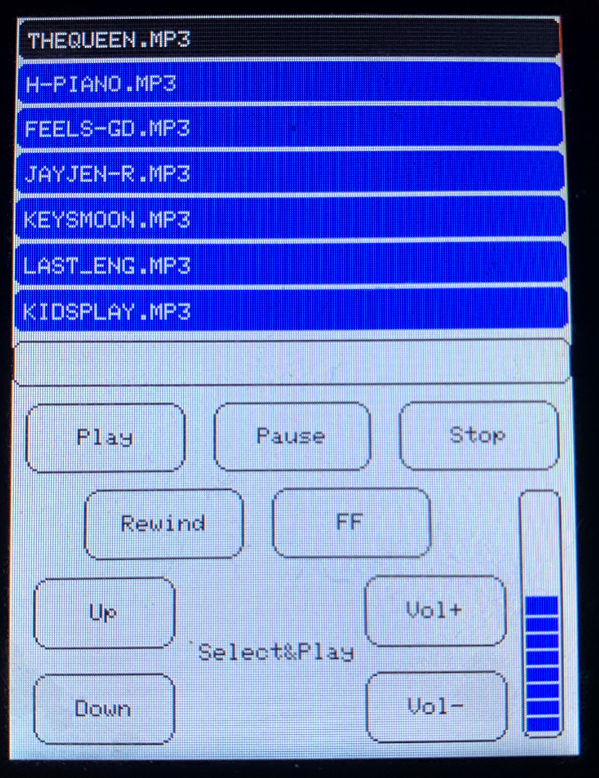 THEQUEEN.MP3
H-PIANO.MP3
FEELS-GD.MP3
JAYJEN-R.MP3
KEYSMOON.MP3
LAST_ENG.MP3
KIDSPLAY.MP3
Play Pause Stop
Rewind FF
Up Vol+
Select&Play
Down Vol-